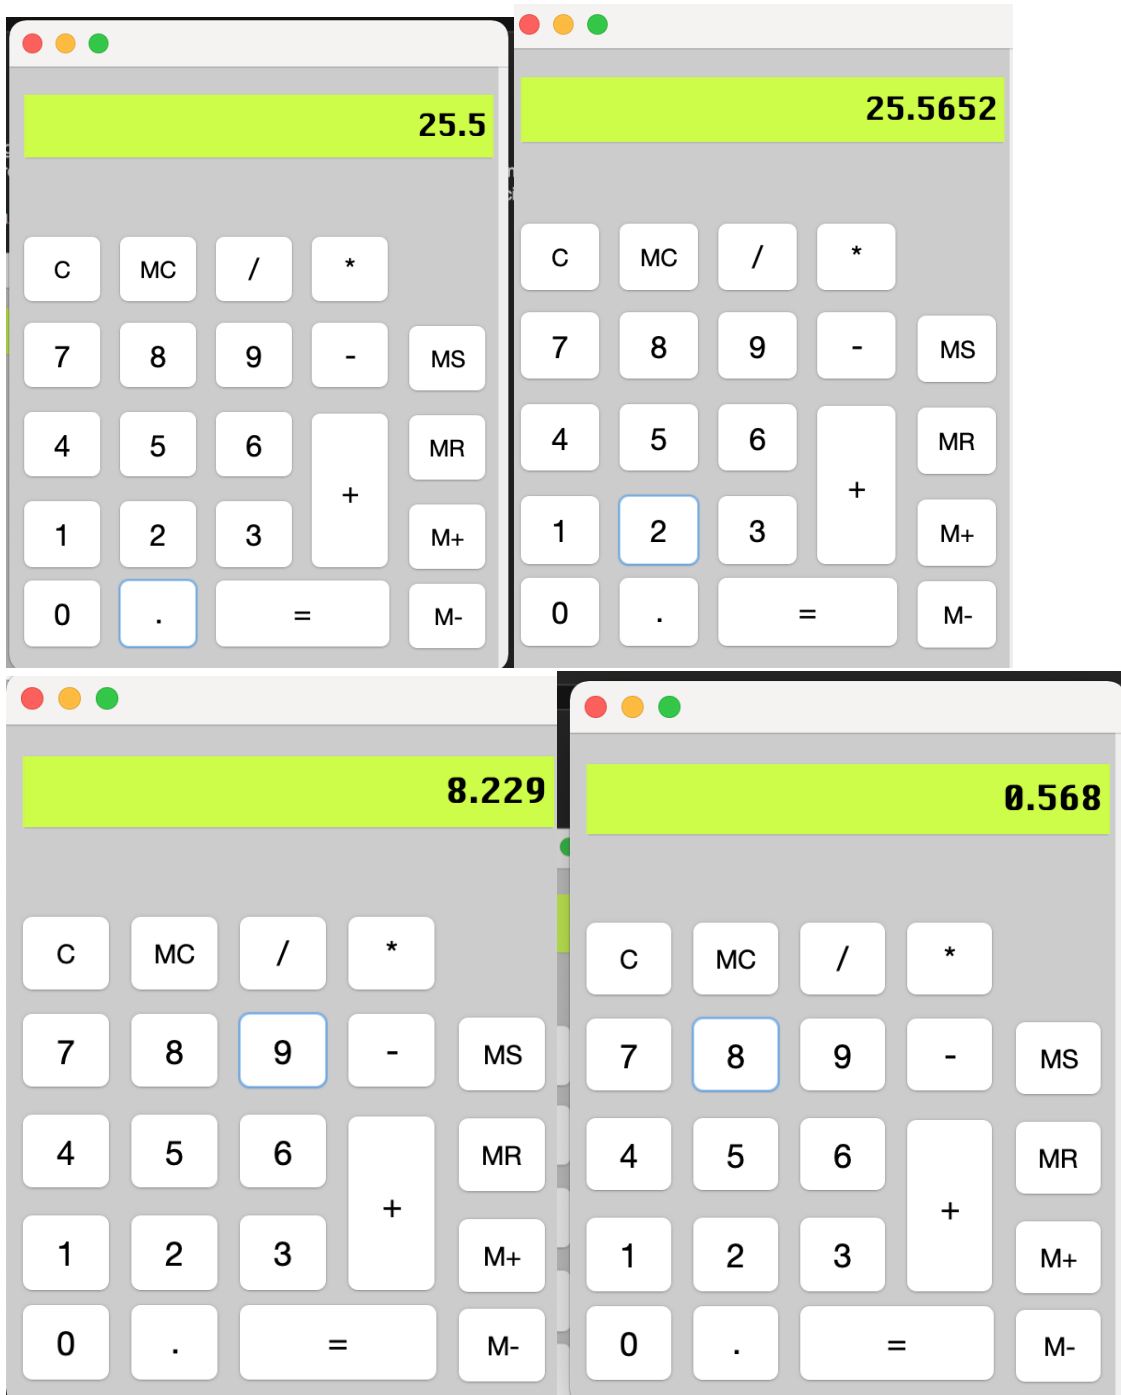 25.5
C MC / *
7 8 9 - MS
4 5 6 MR
+
1 2 3 M+
0 . = M-
25.5652
C MC / *
7 8 9 - MS
4 5 6 MR
+
1 2 3 M+
0 . = M-
8.229
C MC / *
7 8 9 - MS
4 5 6 MR
+
1 2 3 M+
0 . = M-
0.568
C MC / *
7 8 9 - MS
4 5 6 MR
+
1 2 3 M+
0 . = M-